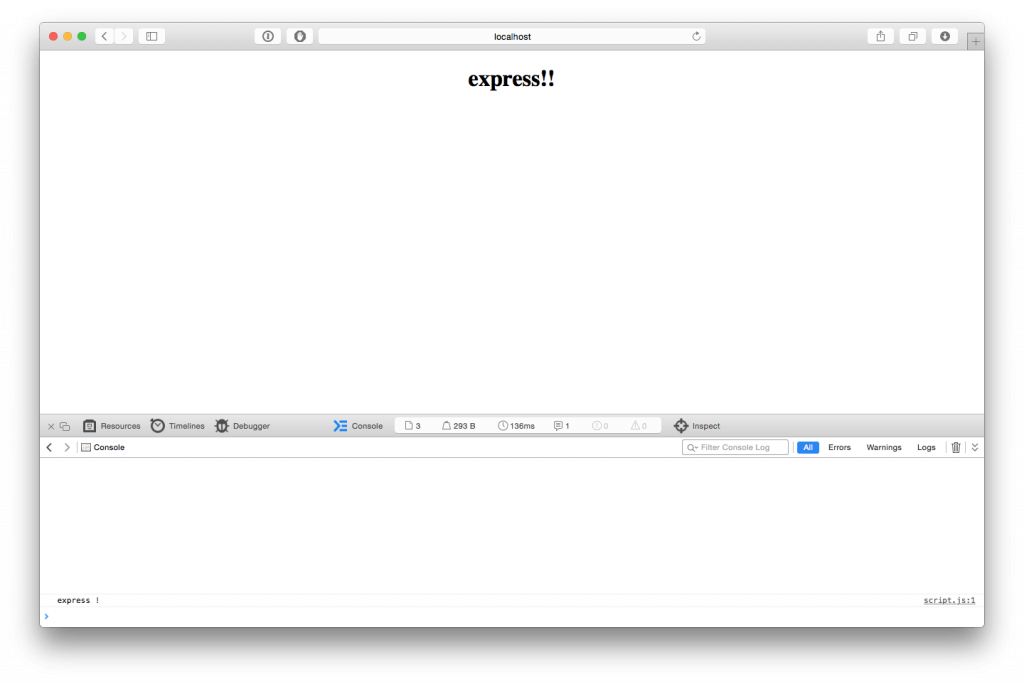 localhost
express!!
Resources Timelines Debugger Console 3 293 B 136ms 1 0 0 Inspect
Console Filter Console Log All Errors Warnings Logs
express ! script.js:1